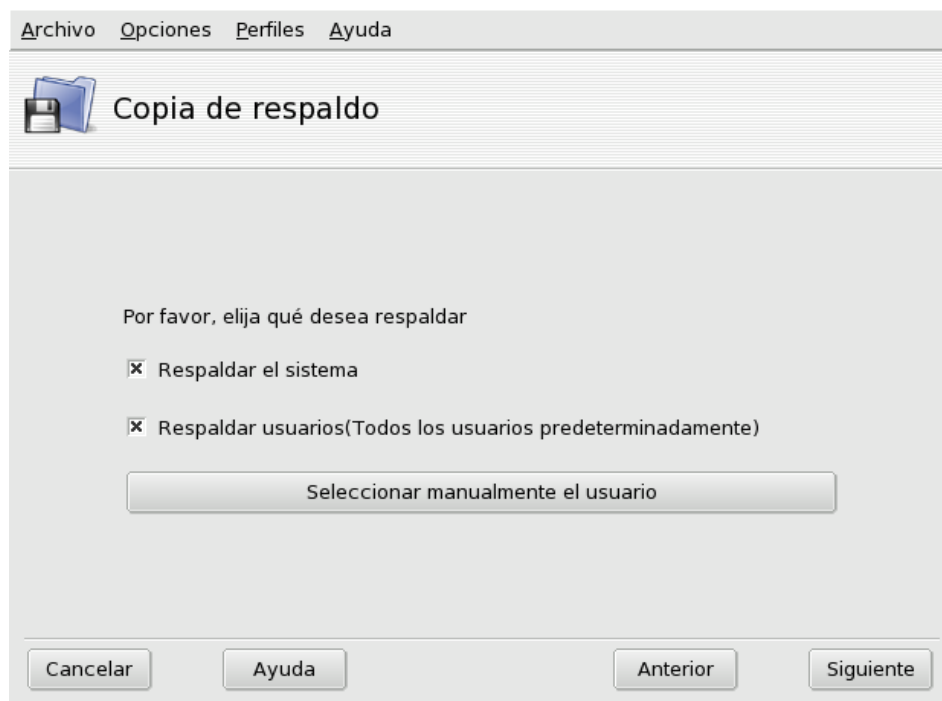 Archivo Opciones Perfiles Ayuda
Copia de respaldo
Por favor, elija qué desea respaldar
Respaldar el sistema
Respaldar usuarios(Todos los usuarios predeterminadamente)
Seleccionar manualmente el usuario
Cancelar Ayuda Anterior Siguiente